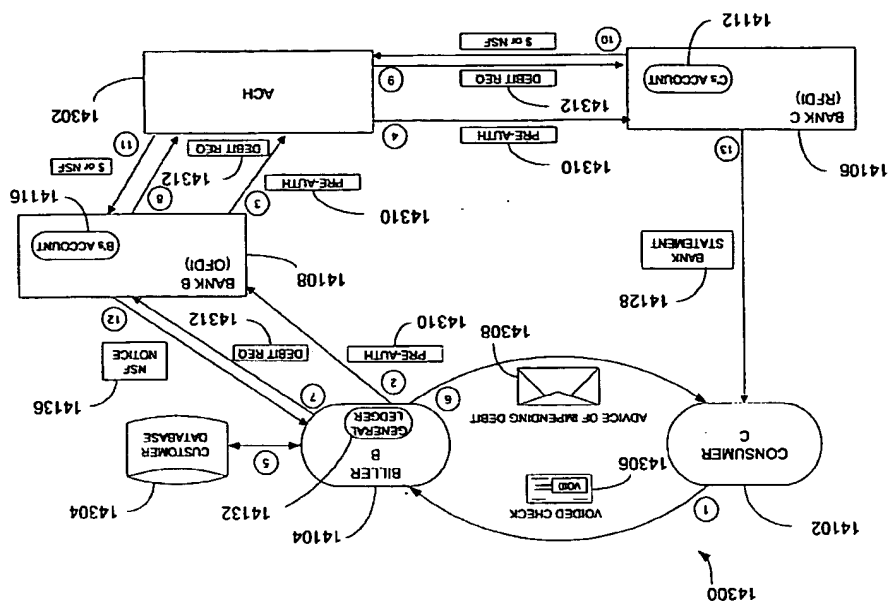 14300
14102
1
VOIDED CHECK
VOID
14306
14104
14132
14304
CONSUMER
C
BILLER
B
GENERAL
LEDGER
5
CUSTOMER
DATABASE
ADVICE OF IMPENDING DEBIT
14308
6
2
7
PRE-AUTH
14310
DEBIT REQ
14312
NSF
NOTICE
14136
12
14128
BANK
STATEMENT
14108
BANK B
(OFDI)
B's ACCOUNT
14116
14106
13
14310
PRE-AUTH
4
14310
PRE-AUTH
3
14312
DEBIT REQ
8
$ or NSF
11
BANK C
(RFDI)
C's ACCOUNT
14112
14312
DEBIT REQ
9
10
$ or NSF
ACH
14302